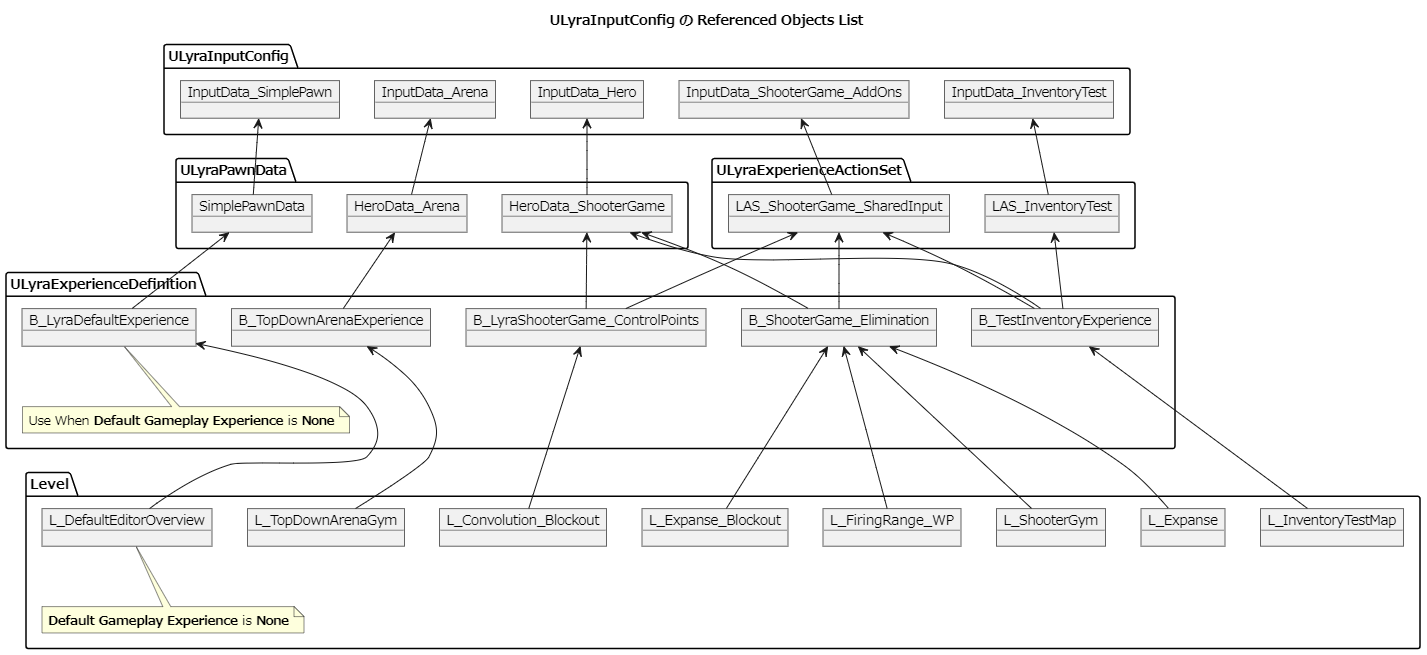 ULyraInputConfig の Referenced Objects List
ULyraInputConfig
InputData_SimplePawn
InputData_Arena
InputData_Hero
InputData_ShooterGame_AddOns
InputData_InventoryTest
ULyraPawnData
SimplePawnData
HeroData_Arena
HeroData_ShooterGame
ULyraExperienceActionSet
LAS_ShooterGame_SharedInput
LAS_InventoryTest
ULyraExperienceDefinition
B_LyraDefaultExperience
B_TopDownArenaExperience
B_LyraShooterGame_ControlPoints
B_ShooterGame_Elimination
B_TestInventoryExperience
Use When Default Gameplay Experience is None
Level
L_DefaultEditorOverview
L_TopDownArenaGym
L_Convolution_Blockout
L_Expanse_Blockout
L_FiringRange_WP
L_ShooterGym
L_Expanse
L_InventoryTestMap
Default Gameplay Experience is None